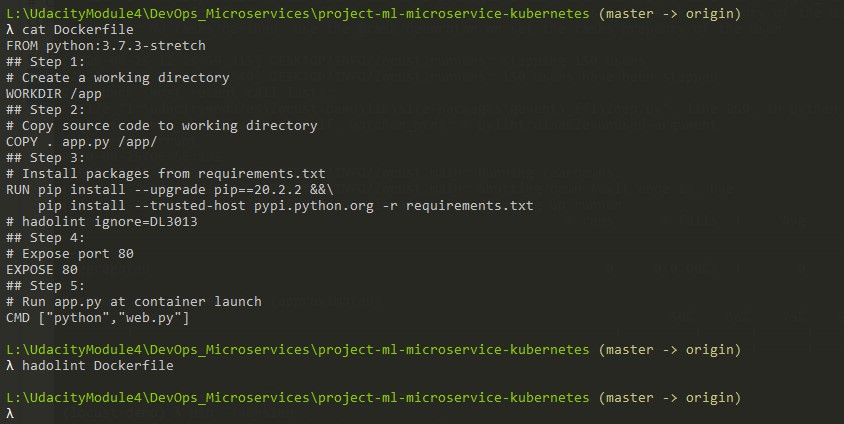 L:\UdacityModule4\DevOps_Microservices\project-ml-microservice-kubernetes (master -> origin)
λ cat Dockerfile
FROM python:3.7.3-stretch
## Step 1:
# Create a working directory
WORKDIR /app
## Step 2:
# Copy source code to working directory
COPY . app.py /app/
## Step 3:
# Install packages from requirements.txt
RUN pip install --upgrade pip==20.2.2 &&\
    pip install --trusted-host pypi.python.org -r requirements.txt
# hadolint ignore=DL3013
## Step 4:
# Expose port 80
EXPOSE 80
## Step 5:
# Run app.py at container launch
CMD ["python","web.py"]
L:\UdacityModule4\DevOps_Microservices\project-ml-microservice-kubernetes (master -> origin)
λ hadolint Dockerfile
L:\UdacityModule4\DevOps_Microservices\project-ml-microservice-kubernetes (master -> origin)
λ